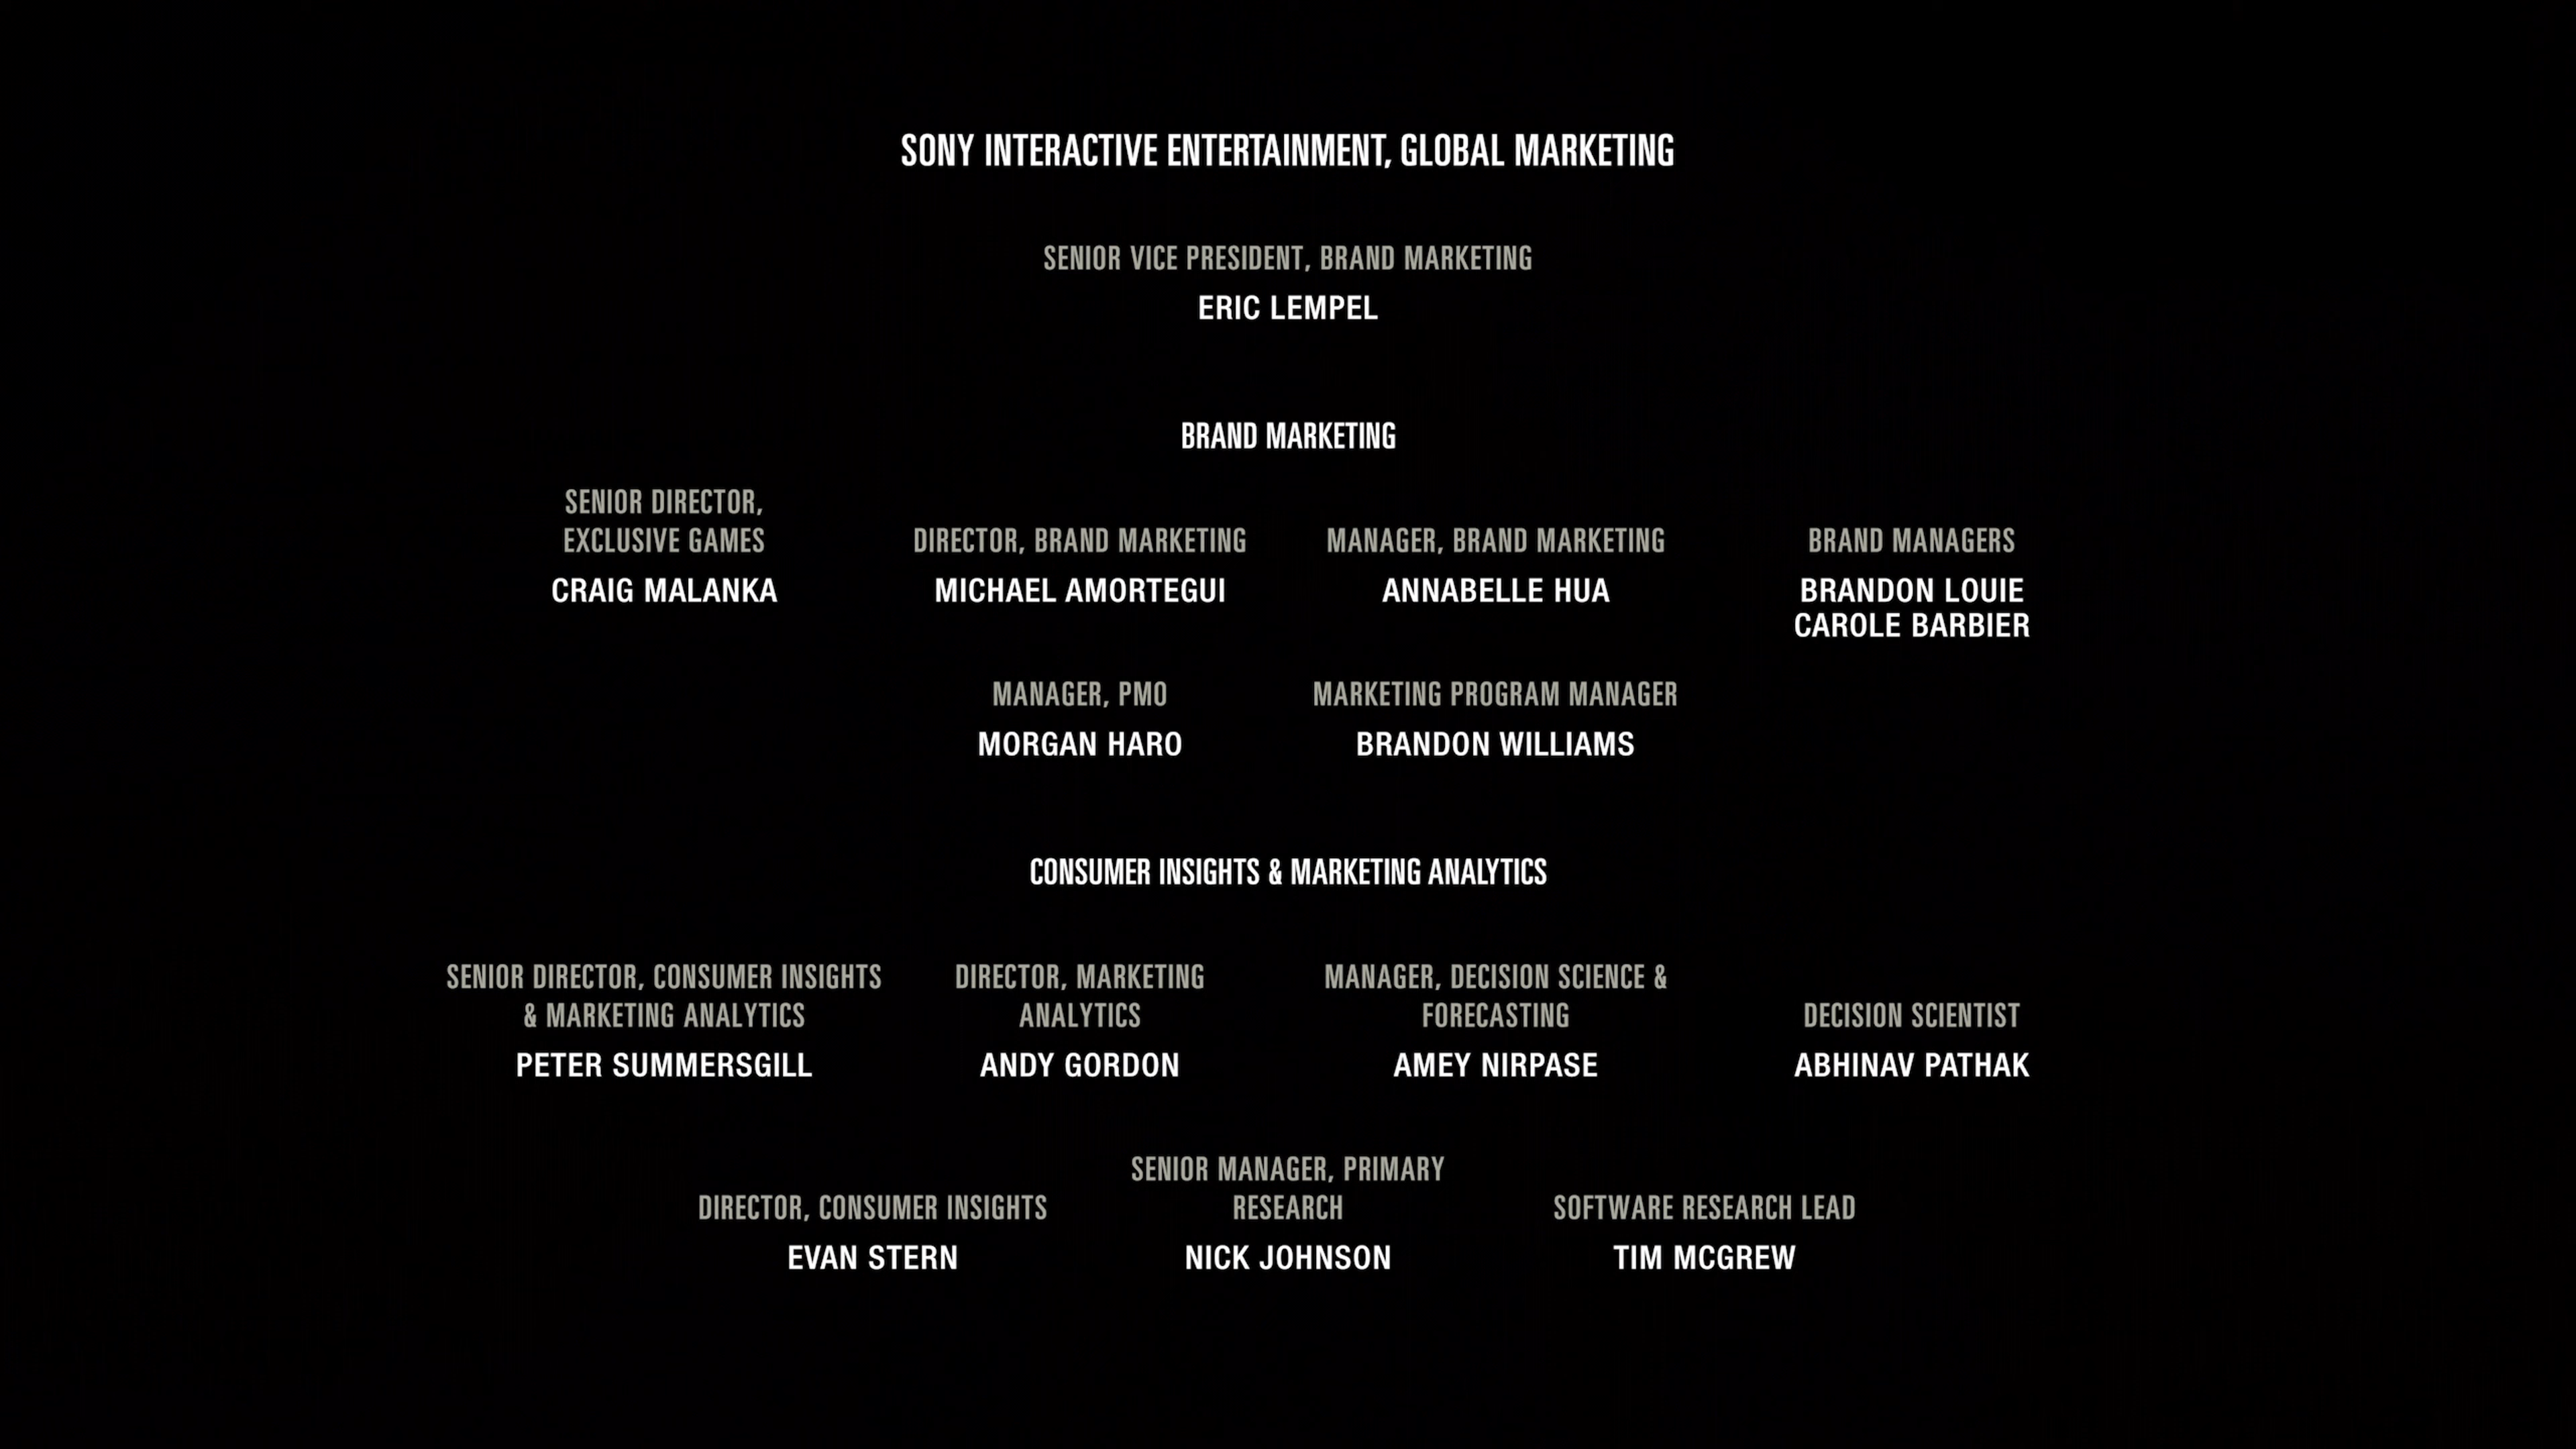 SONY INTERACTIVE ENTERTAINMENT, GLOBAL MARKETING
SENIOR VICE PRESIDENT, BRAND MARKETING
ERIC LEMPEL
BRAND MARKETING
SENIOR DIRECTOR,
EXCLUSIVE GAMES
CRAIG MALANKA
DIRECTOR, BRAND MARKETING
MICHAEL AMORTEGUI
MANAGER, BRAND MARKETING
ANNABELLE HUA
BRAND MANAGERS
BRANDON LOUIE
CAROLE BARBIER
MANAGER, PMO
MORGAN HARO
MARKETING PROGRAM MANAGER
BRANDON WILLIAMS
CONSUMER INSIGHTS & MARKETING ANALYTICS
SENIOR DIRECTOR, CONSUMER INSIGHTS
& MARKETING ANALYTICS
PETER SUMMERSGILL
DIRECTOR, MARKETING
ANALYTICS
ANDY GORDON
MANAGER, DECISION SCIENCE &
FORECASTING
AMEY NIRPASE
DECISION SCIENTIST
ABHINAV PATHAK
DIRECTOR, CONSUMER INSIGHTS
EVAN STERN
SENIOR MANAGER, PRIMARY
RESEARCH
NICK JOHNSON
SOFTWARE RESEARCH LEAD
TIM MCGREW